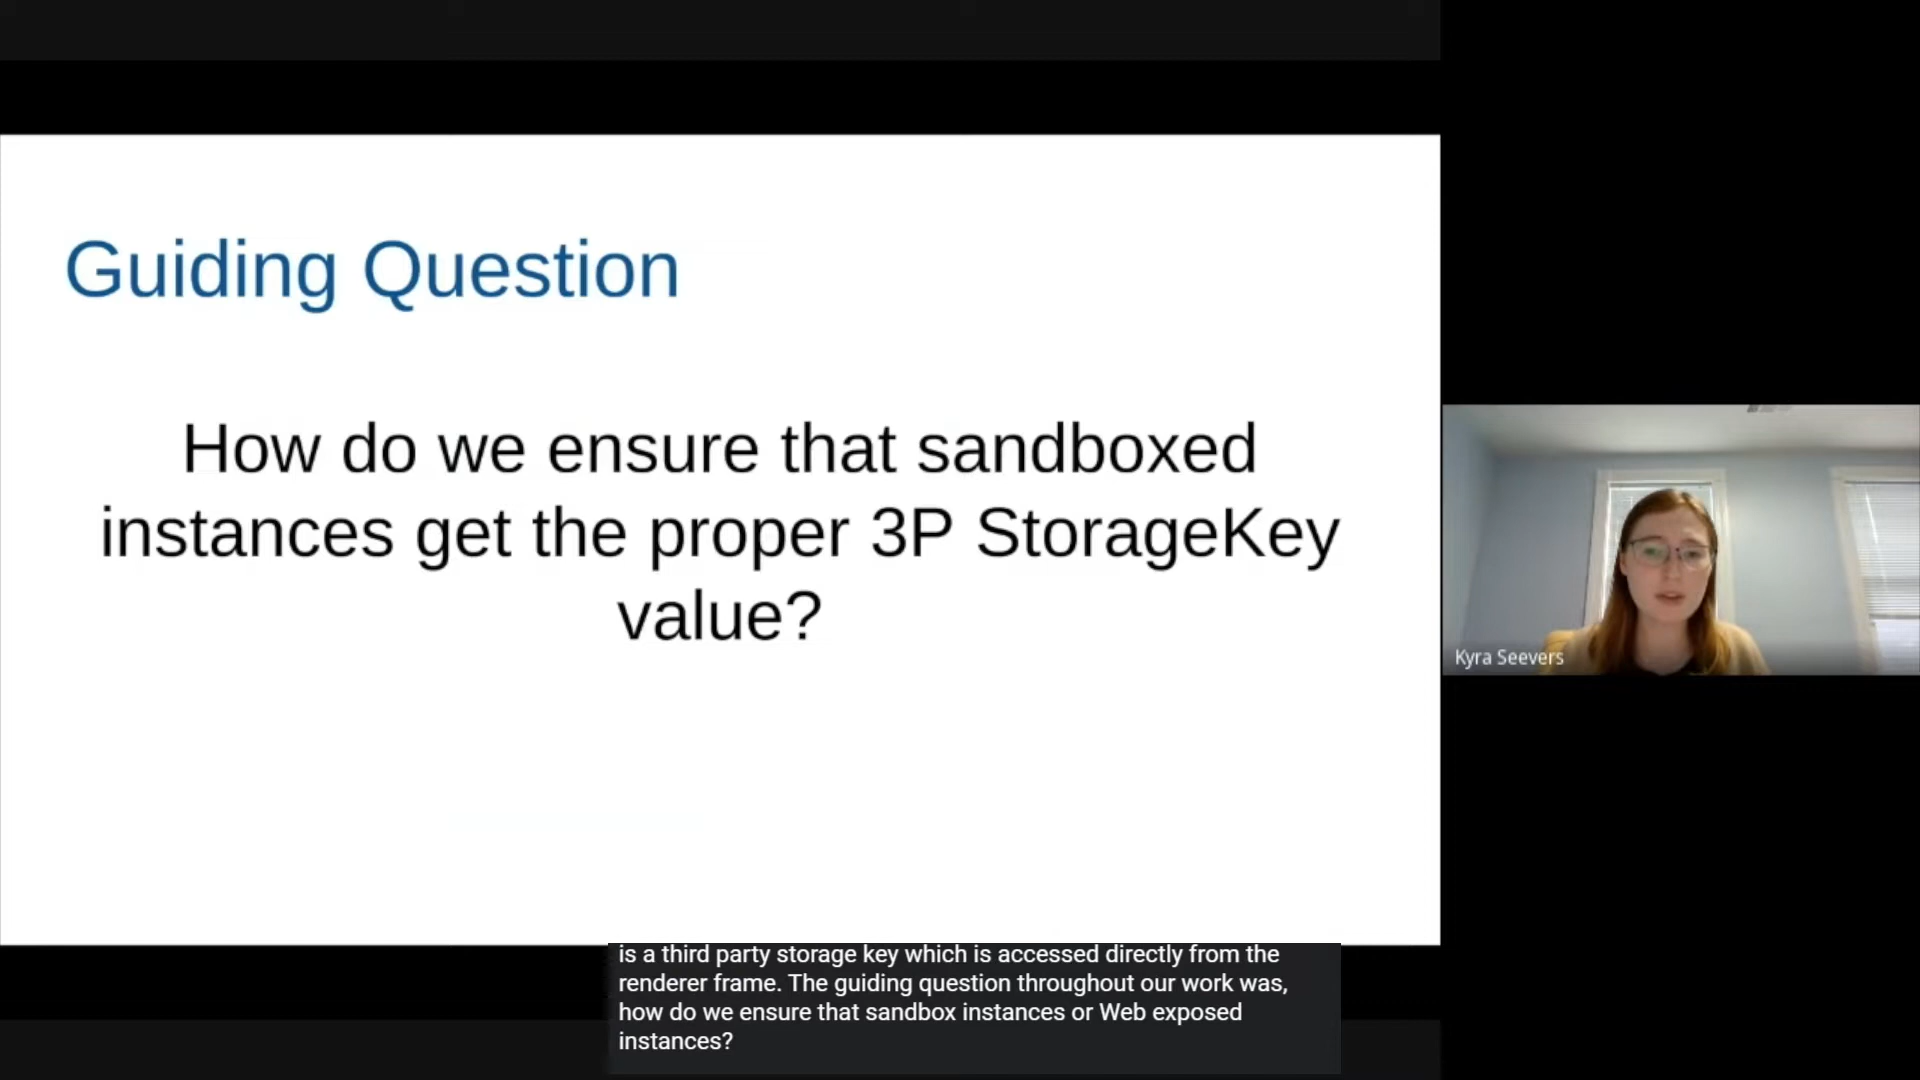 Guiding Question
How do we ensure that sandboxed
instances get the proper 3P StorageKey
value?
Kyra Seevers
is a third party storage key which is accessed directly from the
renderer frame. The guiding question throughout our work was,
how do we ensure that sandbox instances or Web exposed
instances?